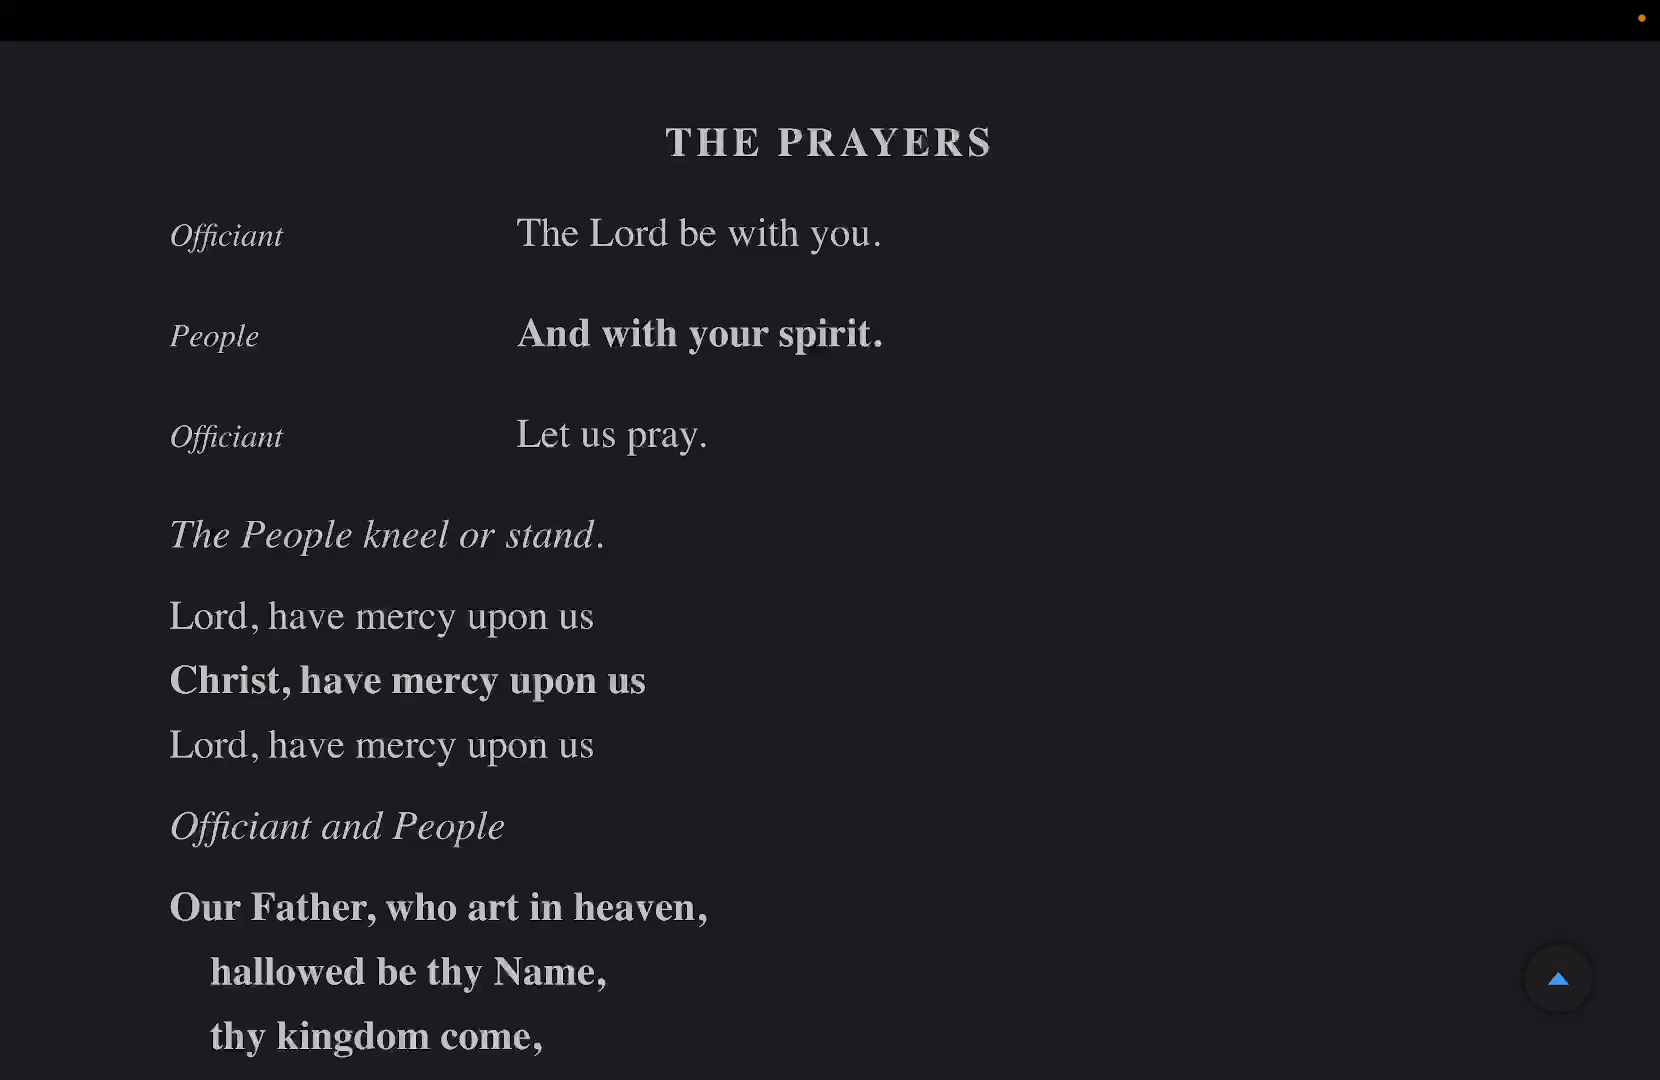 THE PRAYERS
Officiant The Lord be with you.
People And with your spirit.
Officiant Let us pray.
The People kneel or stand.
Lord, have mercy upon us
Christ, have mercy upon us
Lord, have mercy upon us
Officiant and People
Our Father, who art in heaven,
hallowed be thy Name,
thy kingdom come,